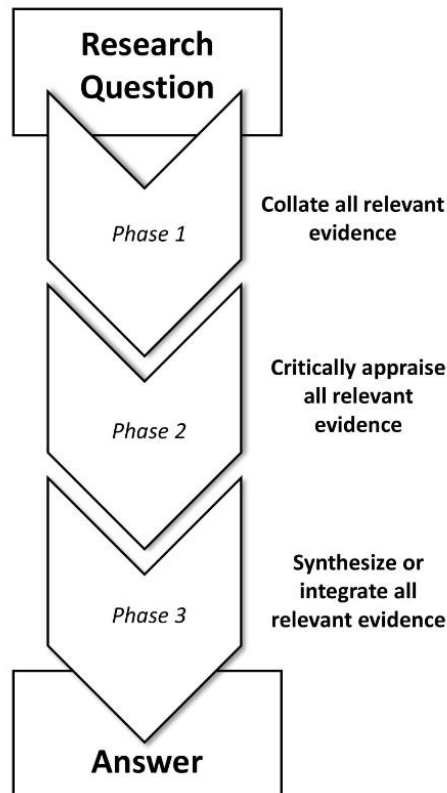 Research
Question
Phase 1
Collate all relevant
evidence
Phase 2
Critically appraise
all relevant
evidence
Phase 3
Synthesize or
integrate all
relevant evidence
Answer